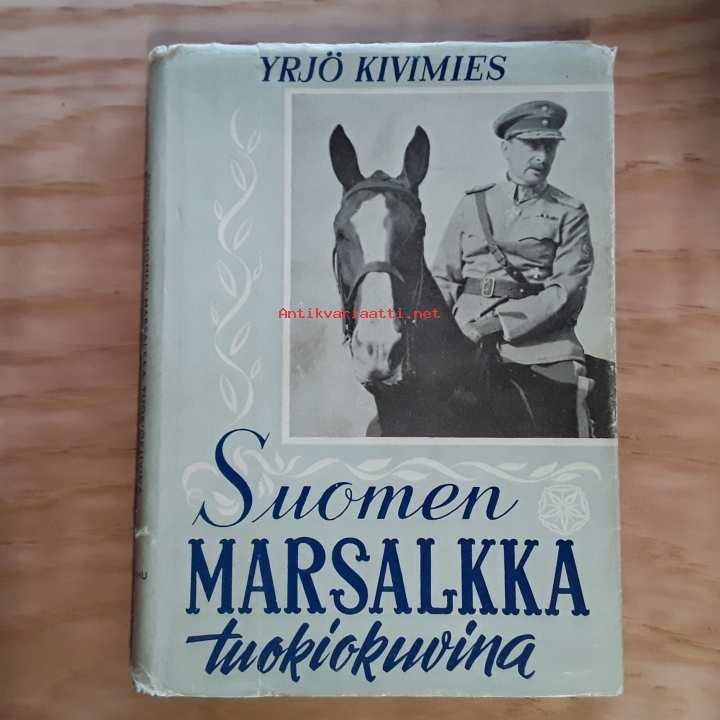 YRJÖ KIVIMIES
Antikvariaatti.net
Suomen
MARSALKKA
tuokiokuvina